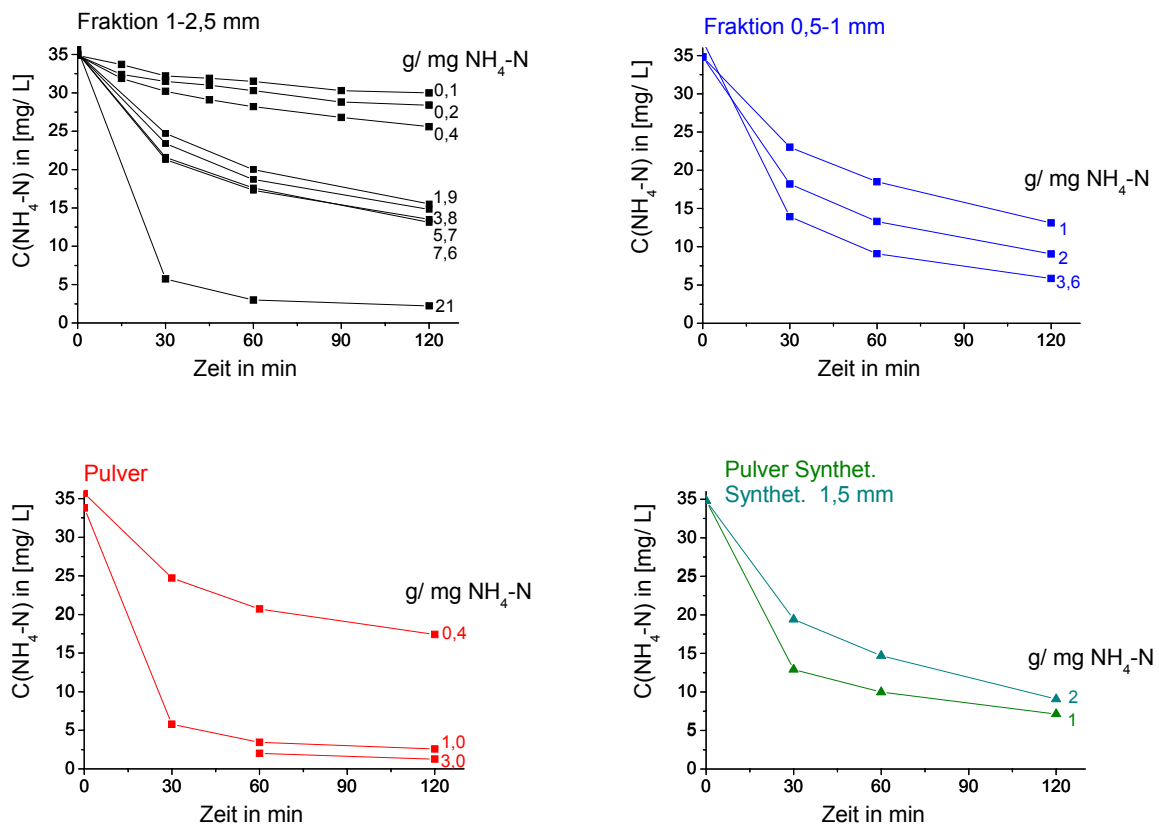 Fraktion 1-2,5 mm
35
30
25
20
15
10
5
0
C(NH4-N) in [mg/ L]
g/ mg NH4-N
0,1
0,2
0,4
1,9
3,8
5,7
7,6
21
0 30 60 90 120
Zeit in min
Fraktion 0,5-1 mm
35
30
25
20
15
10
5
0
C(NH4-N) in [mg/ L]
g/ mg NH4-N
1
2
3,6
0 30 60 90 120
Zeit in min
Pulver
35
30
25
20
15
10
5
0
C(NH4-N) in [mg/ L]
g/ mg NH4-N
0,4
1,0
3,0
0 30 60 90 120
Zeit in min
Pulver Synthet.
Synthet. 1,5 mm
35
30
25
20
15
10
5
0
C(NH4-N) in [mg/ L]
g/ mg NH4-N
2
1
0 30 60 90 120
Zeit in min